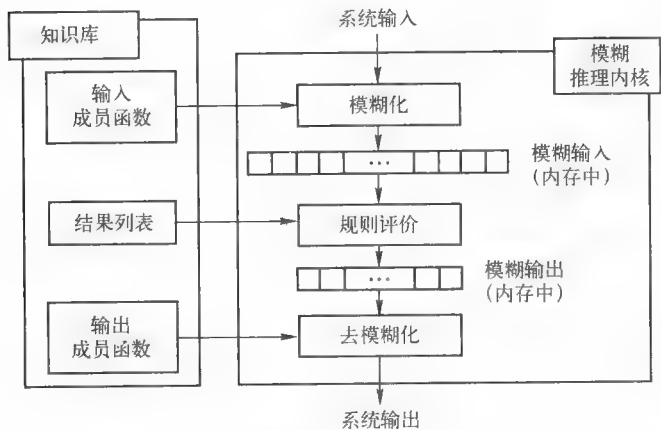 系统输入
知识库
模糊
推理内核
输入
成员函数
模糊化
···
模糊输入
(内存中)
结果列表
规则评价
···
模糊输出
(内存中)
输出
成员函数
去模糊化
系统输出